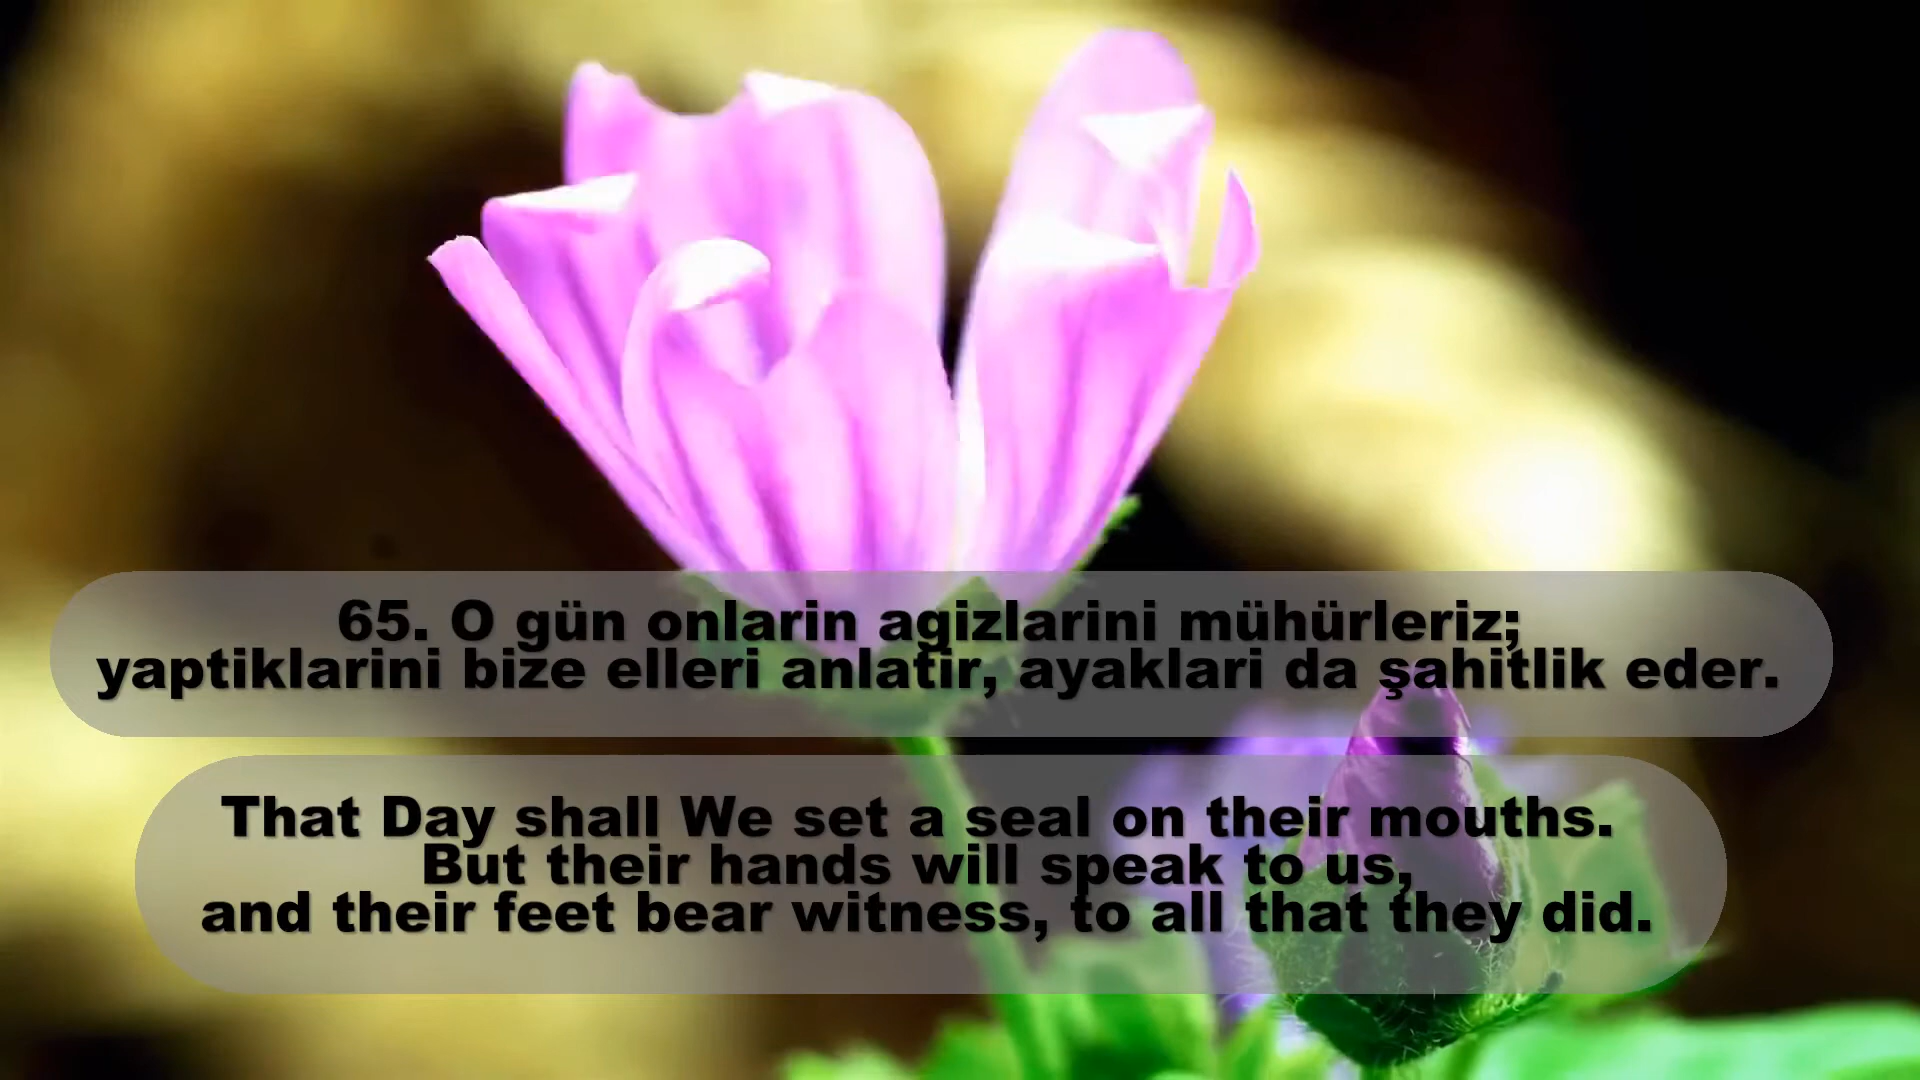 65. O gün onlarin agizlarini mühürleriz;
yaptiklarini bize elleri anlatir, ayaklari da şahitlik eder.
That Day shall We set a seal on their mouths.
But their hands will speak to us,
and their feet bear witness, to all that they did.